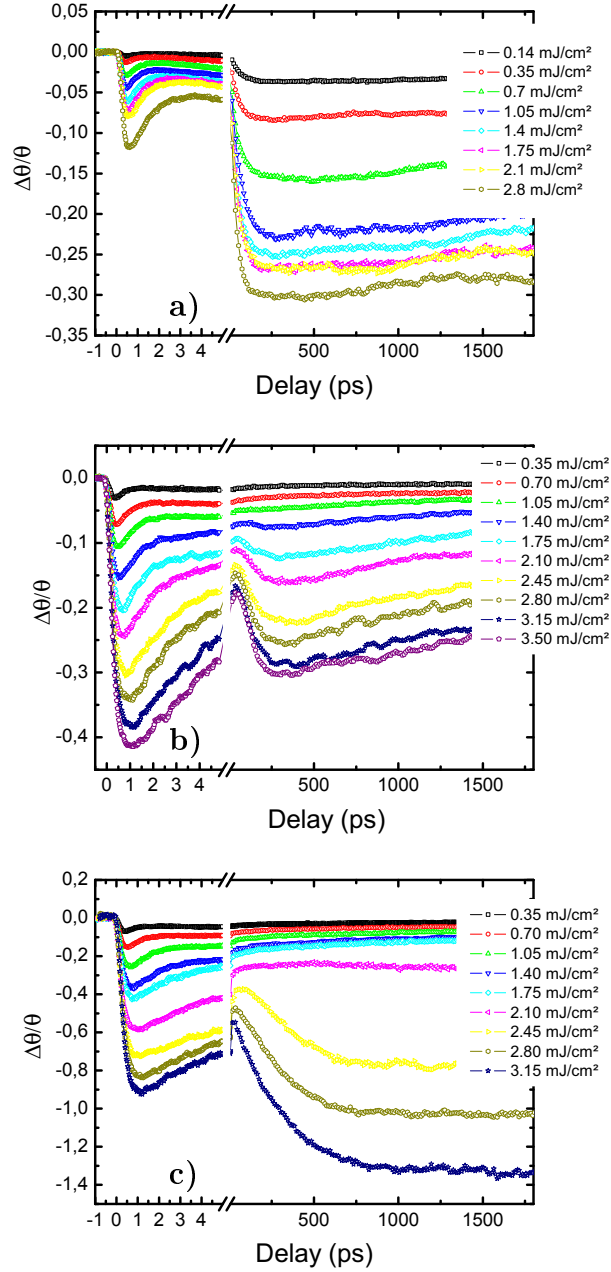 0,00
-0,05
-0,10
-0,15
-0,20
-0,25
-0,30
-0,35
Δθ/θ
0.14 mJ/cm²
0.35 mJ/cm²
0.7 mJ/cm²
1.05 mJ/cm²
1.4 mJ/cm²
1.75 mJ/cm²
2.1 mJ/cm²
2.8 mJ/cm²
a)
-1 0 1 2 3 4 500 1000 1500
Delay (ps)
0,0
-0,1
-0,2
-0,3
-0,4
Δθ/θ
0.35 mJ/cm²
0.70 mJ/cm²
1.05 mJ/cm²
1.40 mJ/cm²
1.75 mJ/cm²
2.10 mJ/cm²
2.45 mJ/cm²
2.80 mJ/cm²
3.15 mJ/cm²
3.50 mJ/cm²
b)
0 1 2 3 4 500 1000 1500
Delay (ps)
0,2
0,0
-0,2
-0,4
-0,6
-0,8
-1,0
-1,2
-1,4
Δθ/θ
0.35 mJ/cm²
0.70 mJ/cm²
1.05 mJ/cm²
1.40 mJ/cm²
1.75 mJ/cm²
2.10 mJ/cm²
2.45 mJ/cm²
2.80 mJ/cm²
3.15 mJ/cm²
c)
-1 0 1 2 3 4 500 1000 1500
Delay (ps)